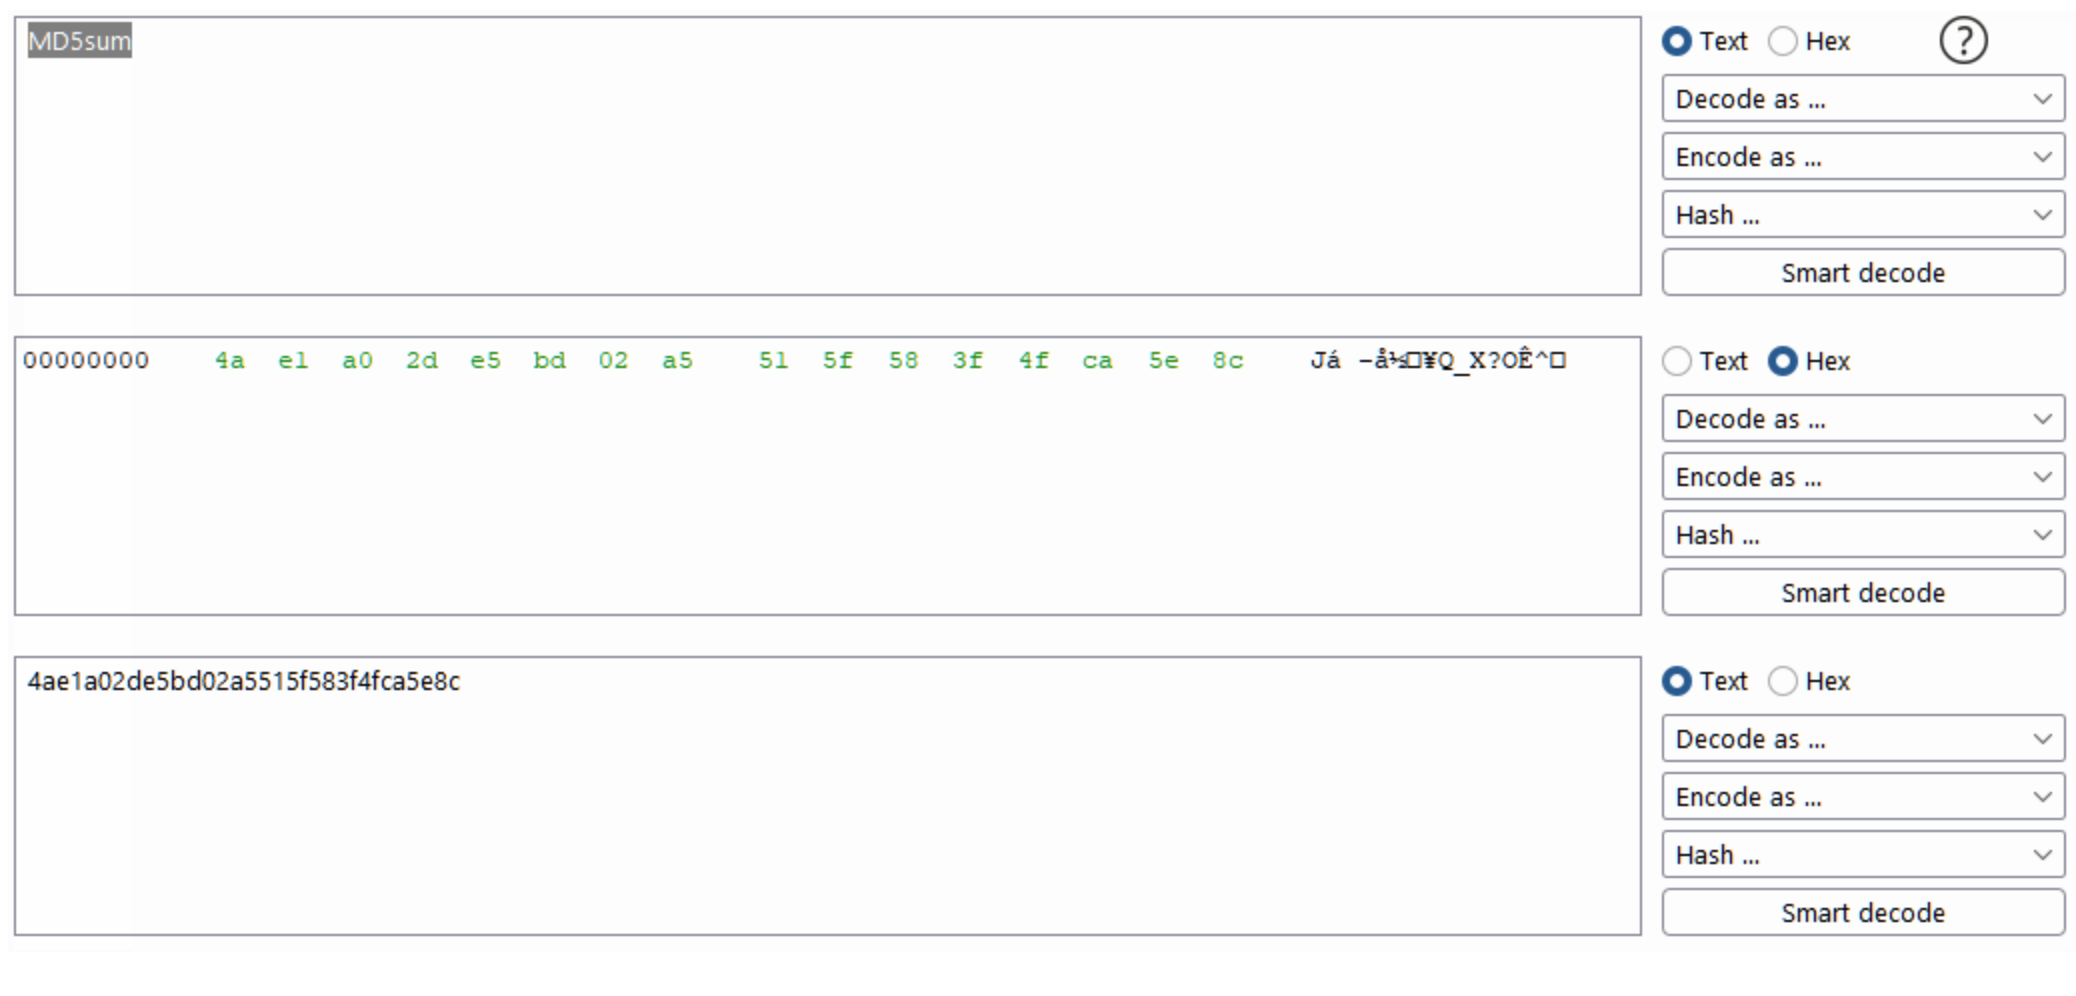 MD5sum
Text Hex ?
Decode as ...
Encode as ...
Hash ...
Smart decode
00000000 4a e1 a0 2d e5 bd 02 a5 51 5f 58 3f 4f ca 5e 8c Já -å½□¥Q_X?OÊ^□
Text Hex
Decode as ...
Encode as ...
Hash ...
Smart decode
4ae1a02de5bd02a5515f583f4fca5e8c
Text Hex
Decode as ...
Encode as ...
Hash ...
Smart decode